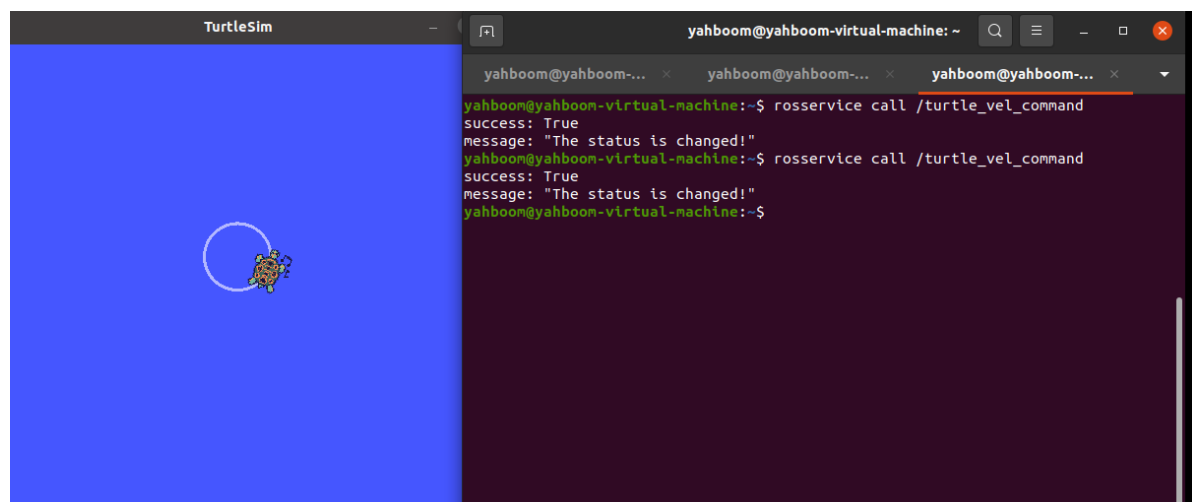 TurtleSim
yahboom@yahboom-virtual-machine: ~
yahboom@yahboom-... yahboom@yahboom-... yahboom@yahboom-...
yahboom@yahboom-virtual-machine:~$ rosservice call /turtle_vel_command
success: True
message: "The status is changed!"
yahboom@yahboom-virtual-machine:~$ rosservice call /turtle_vel_command
success: True
message: "The status is changed!"
yahboom@yahboom-virtual-machine:~$